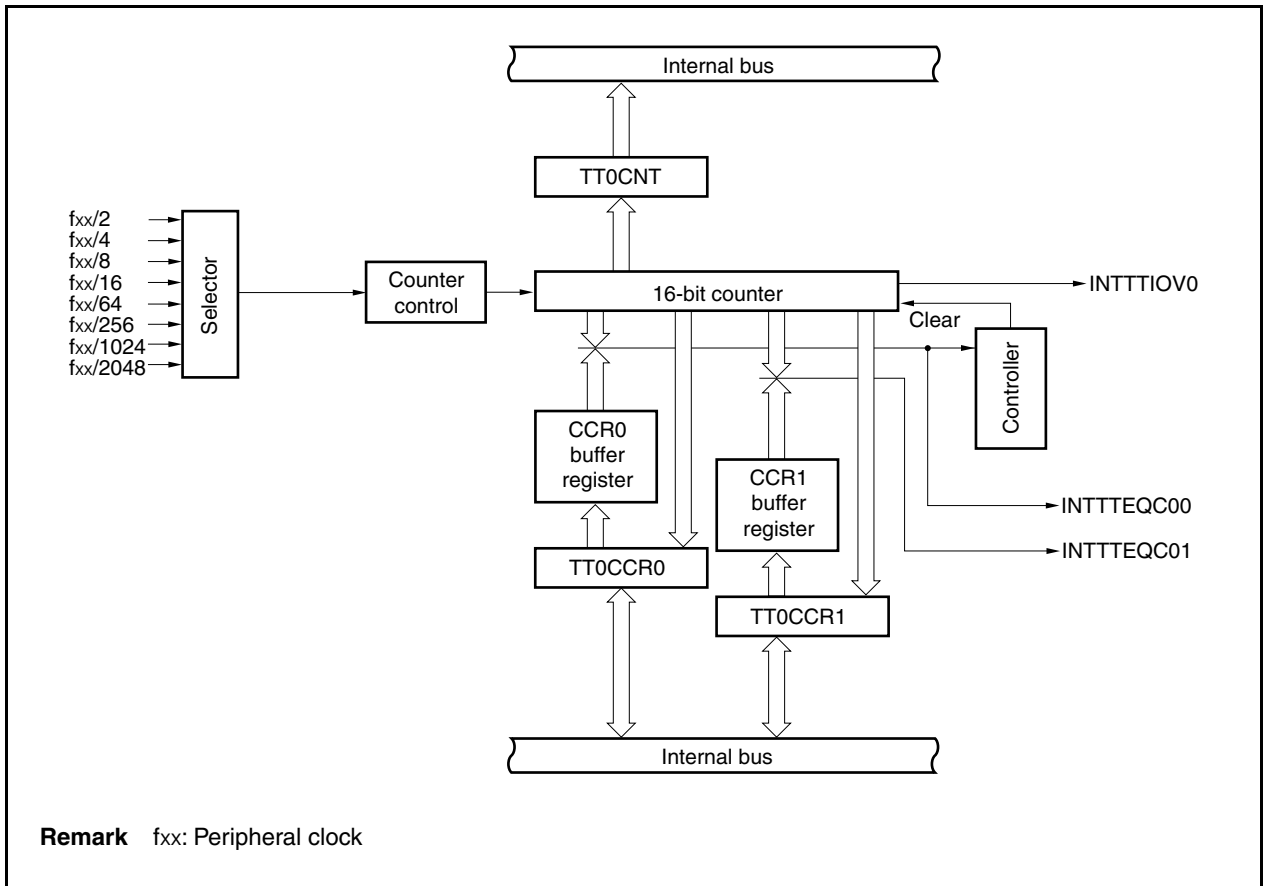 Internal bus
TT0CNT
fxx/2
fxx/4
fxx/8
fxx/16
fxx/64
fxx/256
fxx/1024
fxx/2048
Selector
Counter
control
16-bit counter
INTTTIOV0
Clear
Controller
CCR0
buffer
register
CCR1
buffer
register
INTTTEQC00
INTTTEQC01
TT0CCR0
TT0CCR1
Internal bus
Remark fxx: Peripheral clock